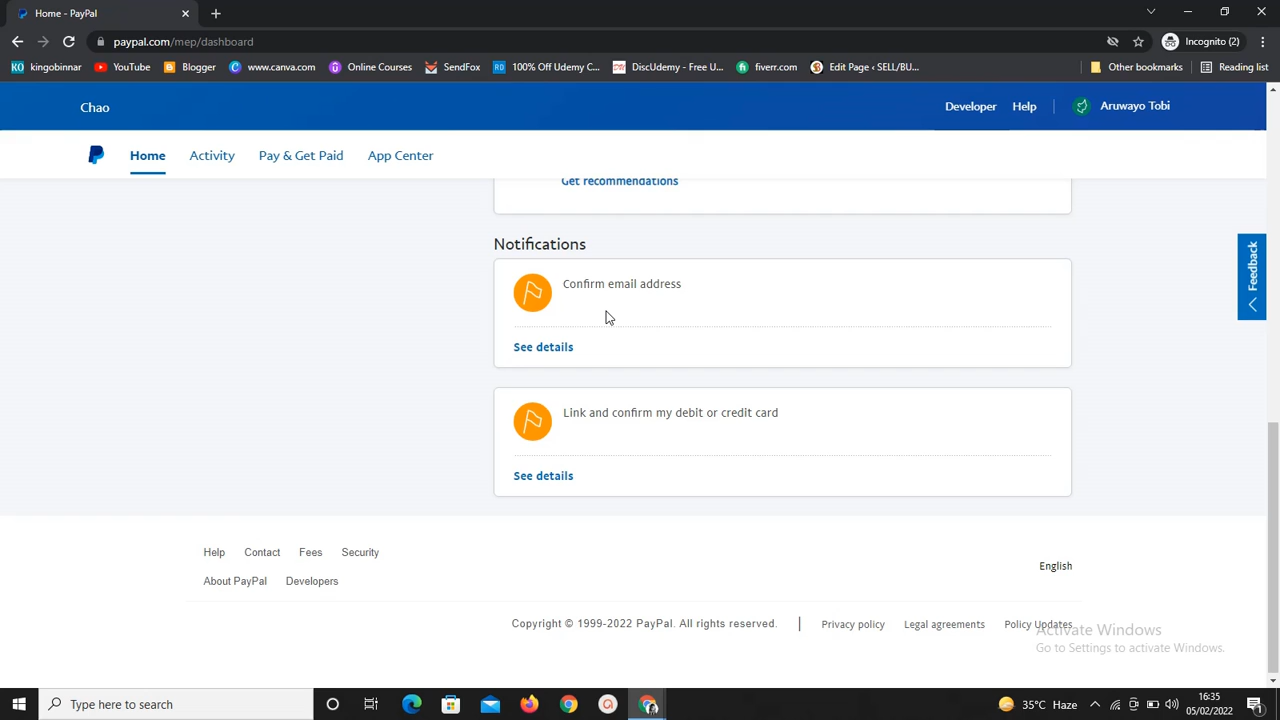 Home - PayPal
paypal.com/mep/dashboard
Incognito (2)
KO kingobinnar
YouTube
Blogger
www.canva.com
Online Courses
SendFox
100% Off Udemy C...
DiscUdemy - Free U...
fiverr.com
Edit Page ‹ SELL/BU...
Other bookmarks
Reading list
Chao
Developer
Help
Aruwayo Tobi
Home
Activity
Pay & Get Paid
App Center
Get recommendations
Notifications
Confirm email address
See details
Link and confirm my debit or credit card
See details
Feedback
Help Contact Fees Security
About PayPal Developers
English
Copyright © 1999-2022 PayPal. All rights reserved. | Privacy policy Legal agreements Policy Updates
Activate Windows
Go to Settings to activate Windows.
Type here to search
35°C Haze
16:35
05/02/2022
1